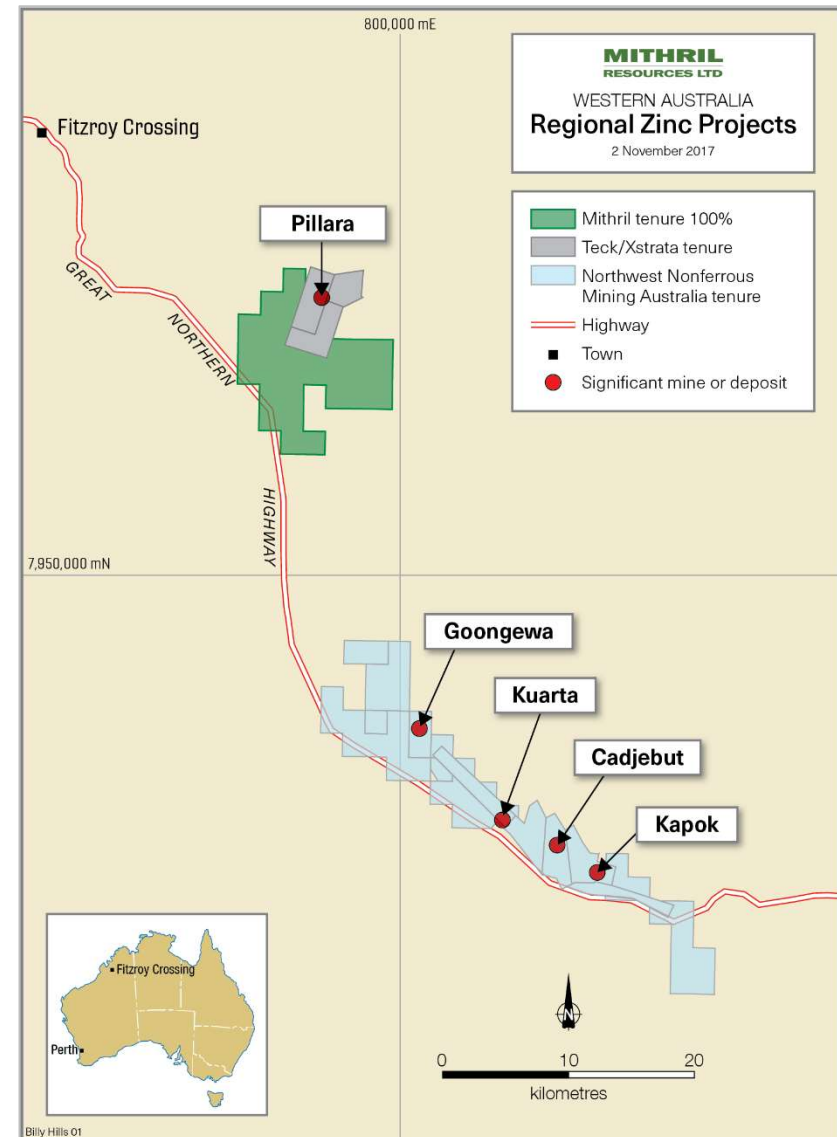 800,000 mE
MITHRIL
RESOURCES LTD
WESTERN AUSTRALIA
Regional Zinc Projects
2 November 2017
Fitzroy Crossing
Pillara
Mithril tenure 100%
Teck/Xstrata tenure
Northwest Nonferrous
Mining Australia tenure
Highway
Town
Significant mine or deposit
GREAT
NORTHERN
HIGHWAY
7,950,000 mN
Goongewa
Kuarta
Cadjebut
Kapok
Fitzroy Crossing
Perth
N
0 10 20
kilometres
Billy Hills 01